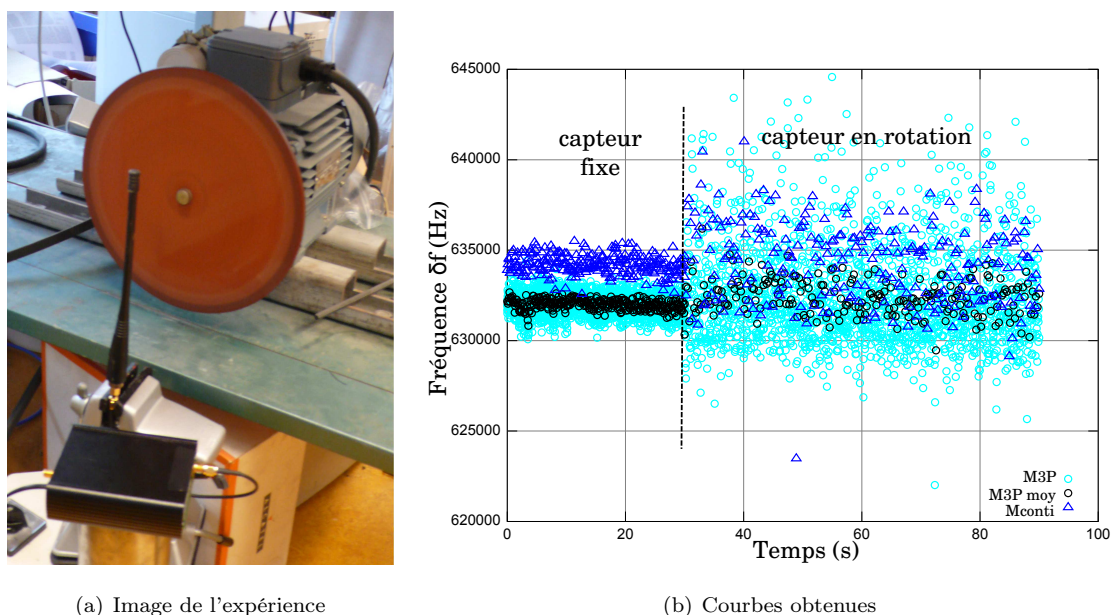 645000
640000
635000
630000
625000
620000
Fréquence δf (Hz)
capteur
fixe
capteur en rotation
M3P
M3P moy
Mconti
0
20
40
60
80
100
Temps (s)
(a) Image de l'expérience
(b) Courbes obtenues